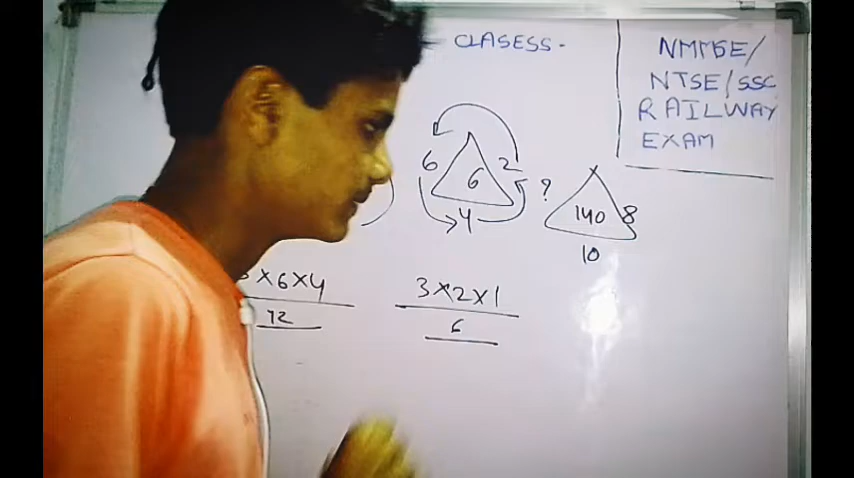 CLASESS-
NMMSE/
NTSE/SSC
RAILWAY
EXAM
6 6 2
4
? 140 8
10
×6×4
12
3×2×1
6